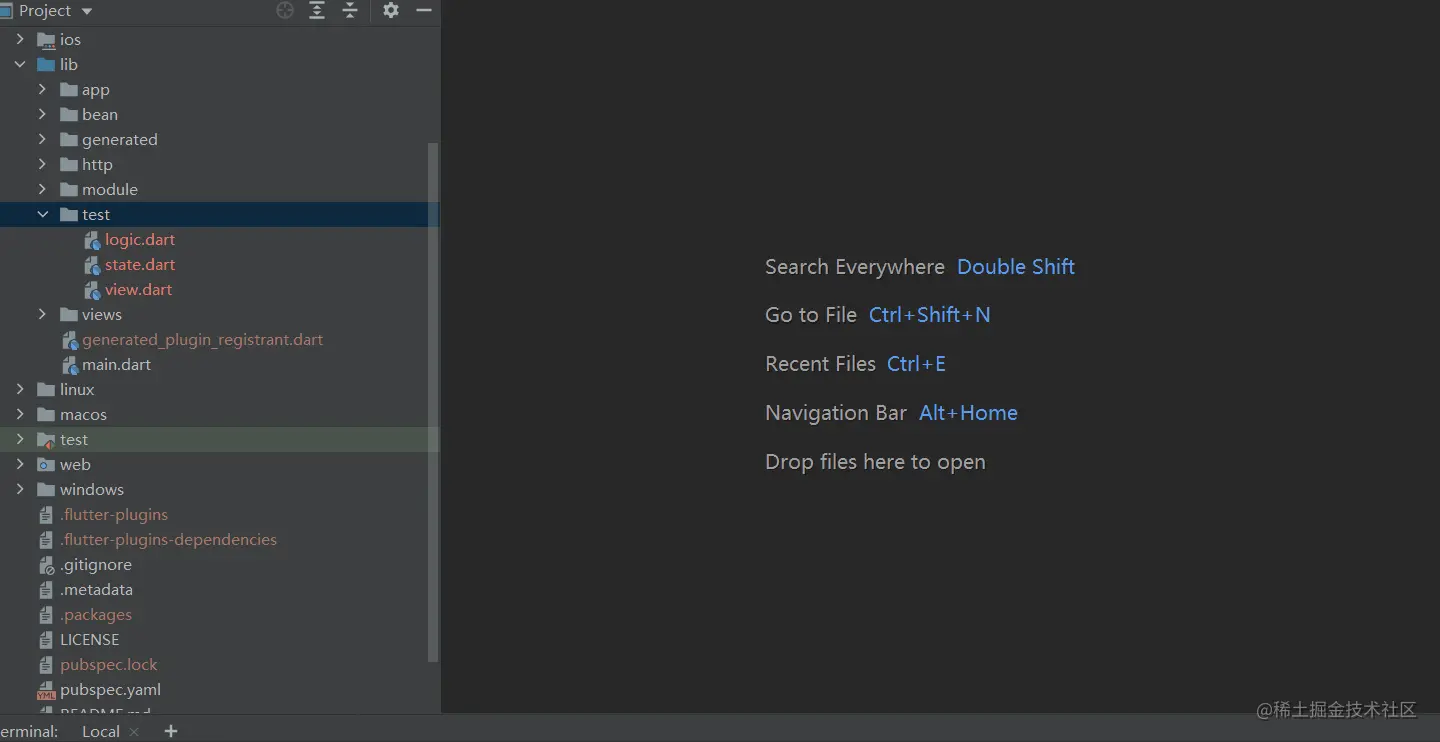 Project
ios
lib
app
bean
generated
http
module
test
logic.dart
state.dart
view.dart
views
generated_plugin_registrant.dart
main.dart
linux
macos
test
web
windows
.flutter-plugins
.flutter-plugins-dependencies
.gitignore
.metadata
.packages
LICENSE
pubspec.lock
YML pubspec.yaml
README.md
erminal: Local
Search Everywhere Double Shift
Go to File Ctrl+Shift+N
Recent Files Ctrl+E
Navigation Bar Alt+Home
Drop files here to open
@稀土掘金技术社区